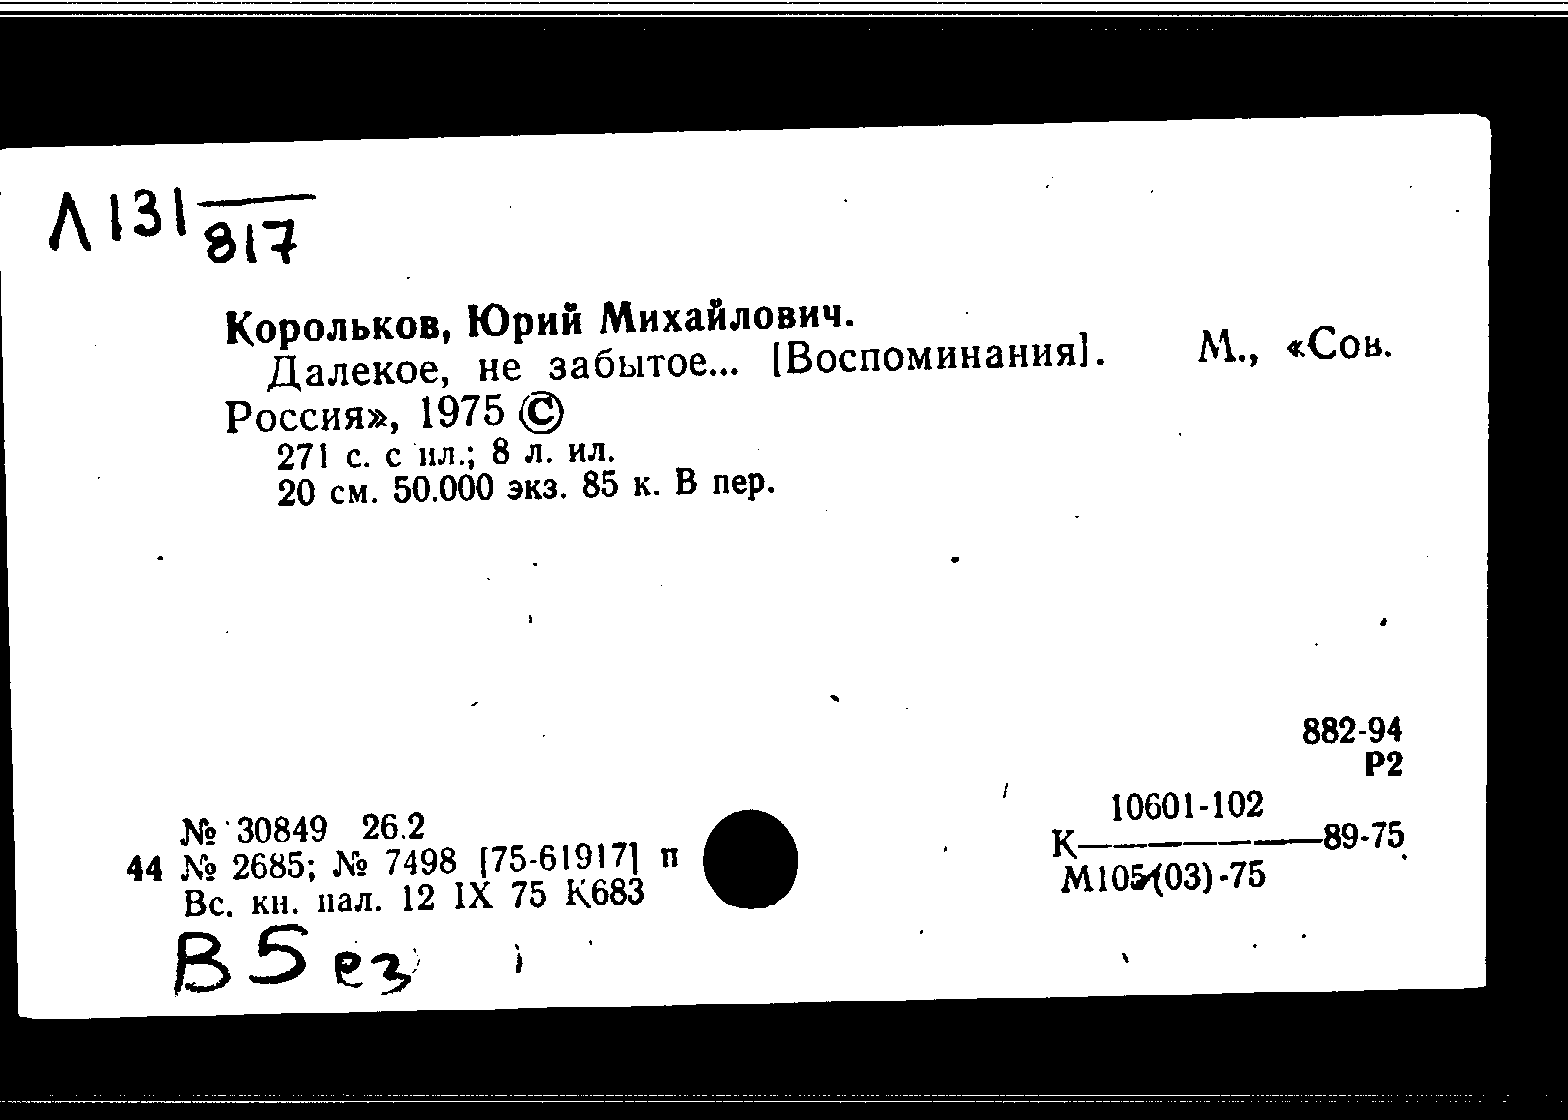 Л131
817
Корольков, Юрий Михайлович.
Далекое, не забытое... [Воспоминания]. М., «Сов.
Россия», 1975 ©
271 с. с ил.; 8 л. ил.
20 см. 50.000 экз. 85 к. В пер.
882-94
Р2
№ 30849 26.2
44 № 2685; № 7498 [75-61917] п
Вс. кн. пал. 12 IX 75 К683
10601-102
К————————89-75
М105(03)-75
В 5 ез